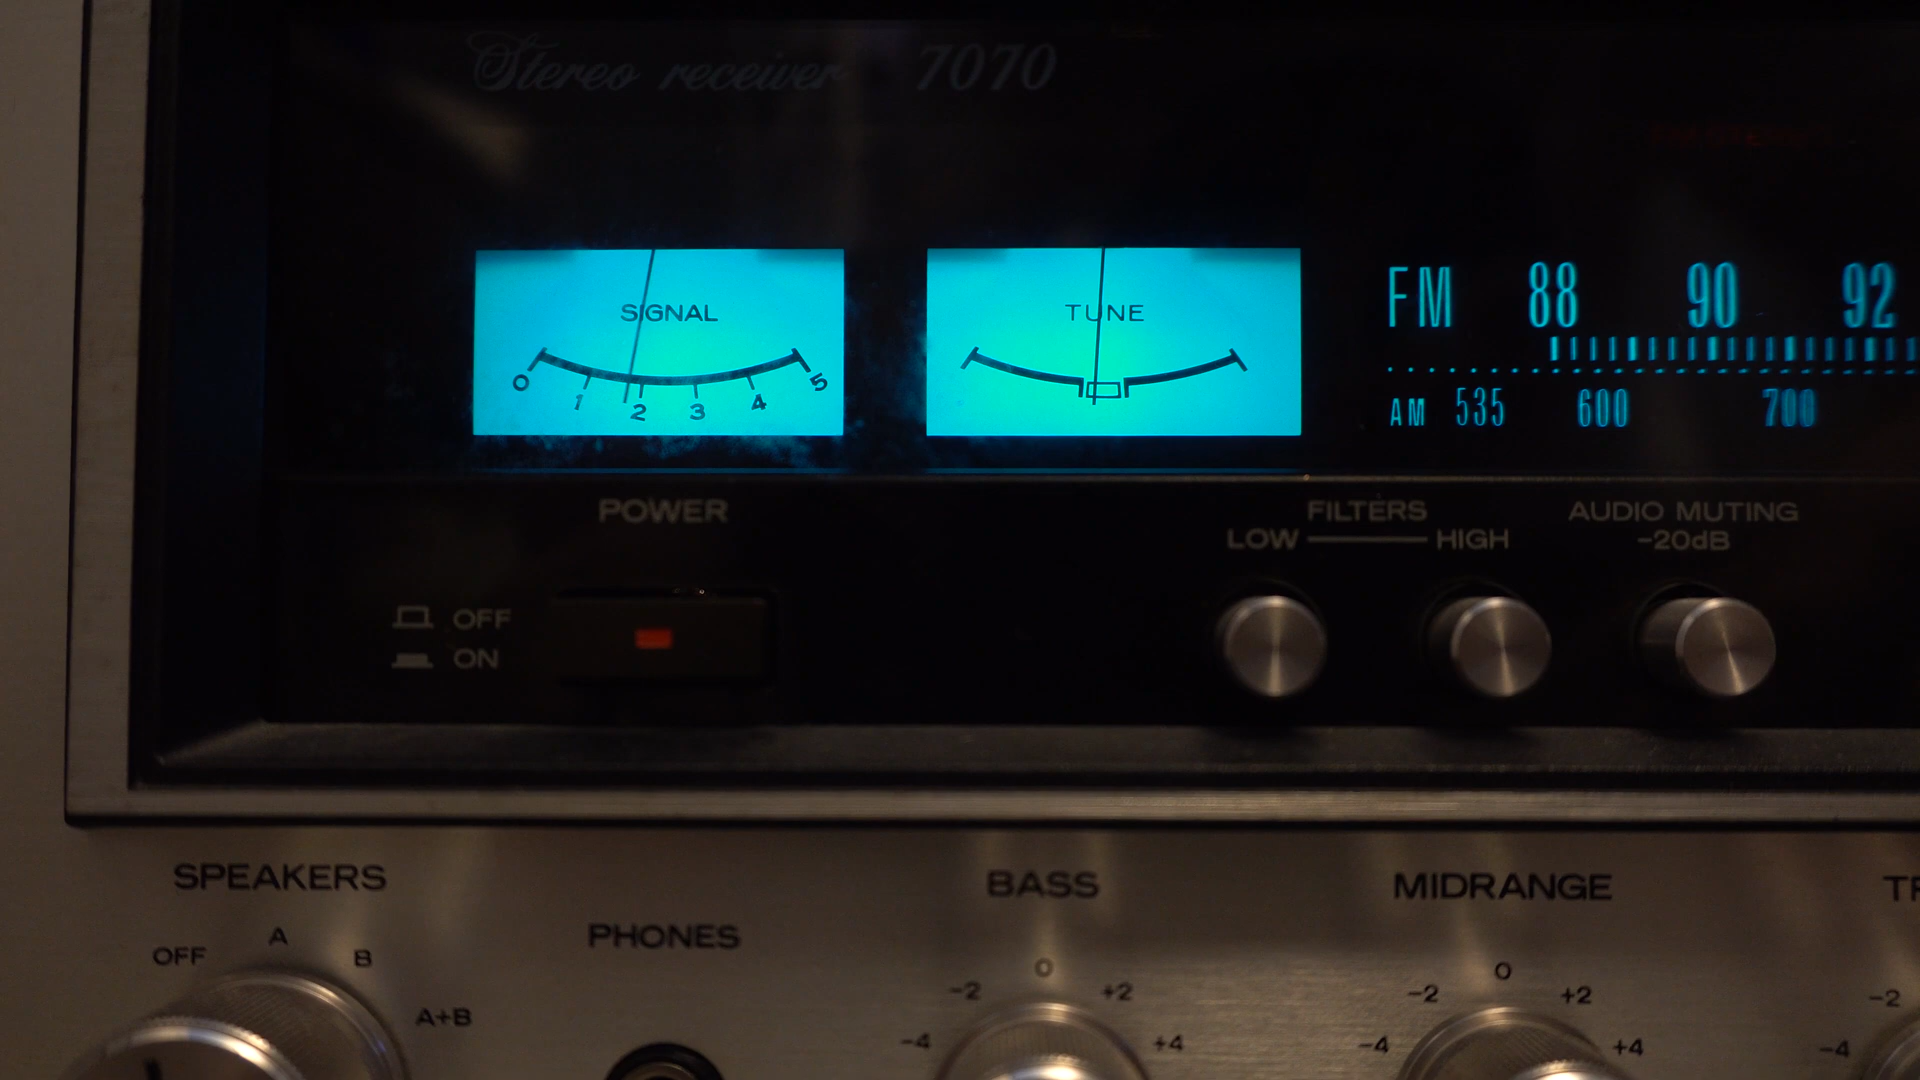 Stereo receiver 7070
SIGNAL
0 1 2 3 4 5
TUNE
FM 88 90 92
AM 535 600 700
POWER
OFF
ON
FILTERS
LOW HIGH
AUDIO MUTING
-20dB
SPEAKERS
OFF A B A+B
PHONES
BASS
-4 -2 0 +2 +4
MIDRANGE
-4 -2 0 +2 +4
-4 -2